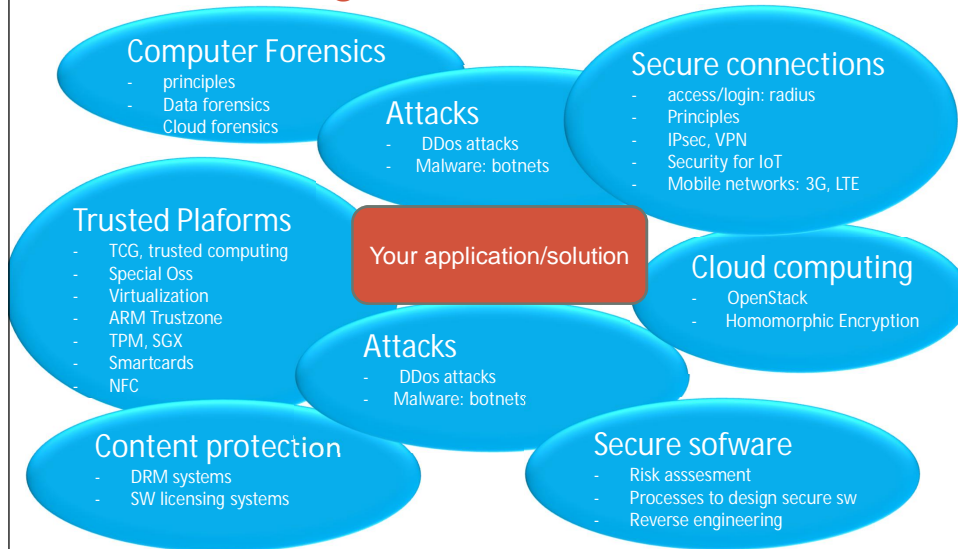 Computer Forensics
- principles
- Data forensics
Cloud forensics
Attacks
- DDos attacks
- Malware: botnets
Secure connections
- access/login: radius
- Principles
- IPsec, VPN
- Security for IoT
- Mobile networks: 3G, LTE
Trusted Plaforms
- TCG, trusted computing
- Special Oss
- Virtualization
- ARM Trustzone
- TPM, SGX
- Smartcards
- NFC
Your application/solution
Cloud computing
- OpenStack
- Homomorphic Encryption
Attacks
- DDos attacks
- Malware: botnets
Content protection
- DRM systems
- SW licensing systems
Secure sofware
- Risk asssesment
- Processes to design secure sw
- Reverse engineering